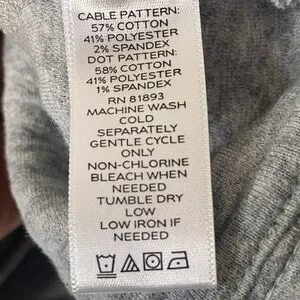 CABLE PATTERN:
57% COTTON
41% POLYESTER
2% SPANDEX
DOT PATTERN:
58% COTTON
41% POLYESTER
1% SPANDEX
RN 81893
MACHINE WASH
COLD
SEPARATELY
GENTLE CYCLE
ONLY
NON-CHLORINE
BLEACH WHEN
NEEDED
TUMBLE DRY
LOW
LOW IRON IF
NEEDED